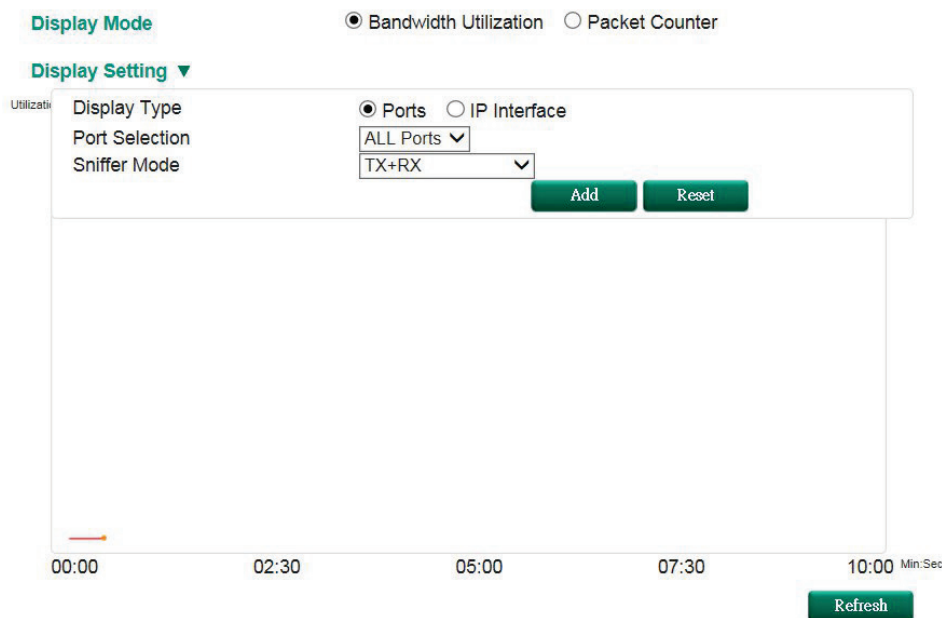 Display Mode Bandwidth Utilization Packet Counter
Display Setting ▼
Display Type Ports IP Interface
Port Selection ALL Ports
Sniffer Mode TX+RX
Add Reset
00:00 02:30 05:00 07:30 10:00 Min:Sec
Refresh